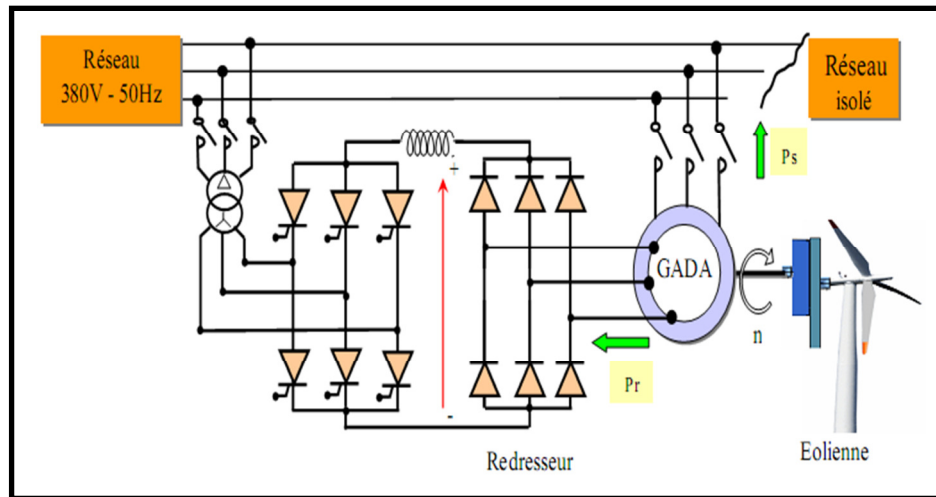 Réseau
380V - 50Hz
Réseau
isolé
Ps
+
GADA
n
Pr
-
Redresseur
Eolienne